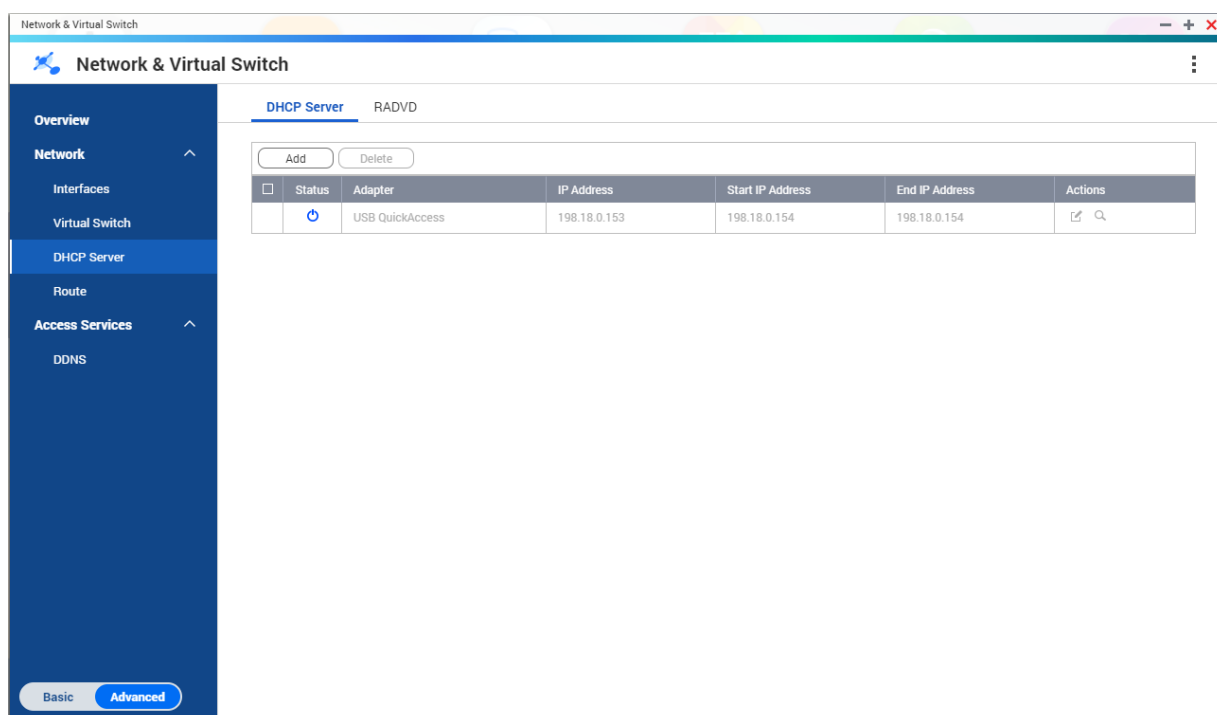 Network & Virtual Switch
Network & Virtual Switch
Overview
Network
Interfaces
Virtual Switch
DHCP Server
Route
Access Services
DDNS
Basic Advanced
DHCP Server RADVD
Add Delete
Status Adapter IP Address Start IP Address End IP Address Actions
USB QuickAccess 198.18.0.153 198.18.0.154 198.18.0.154